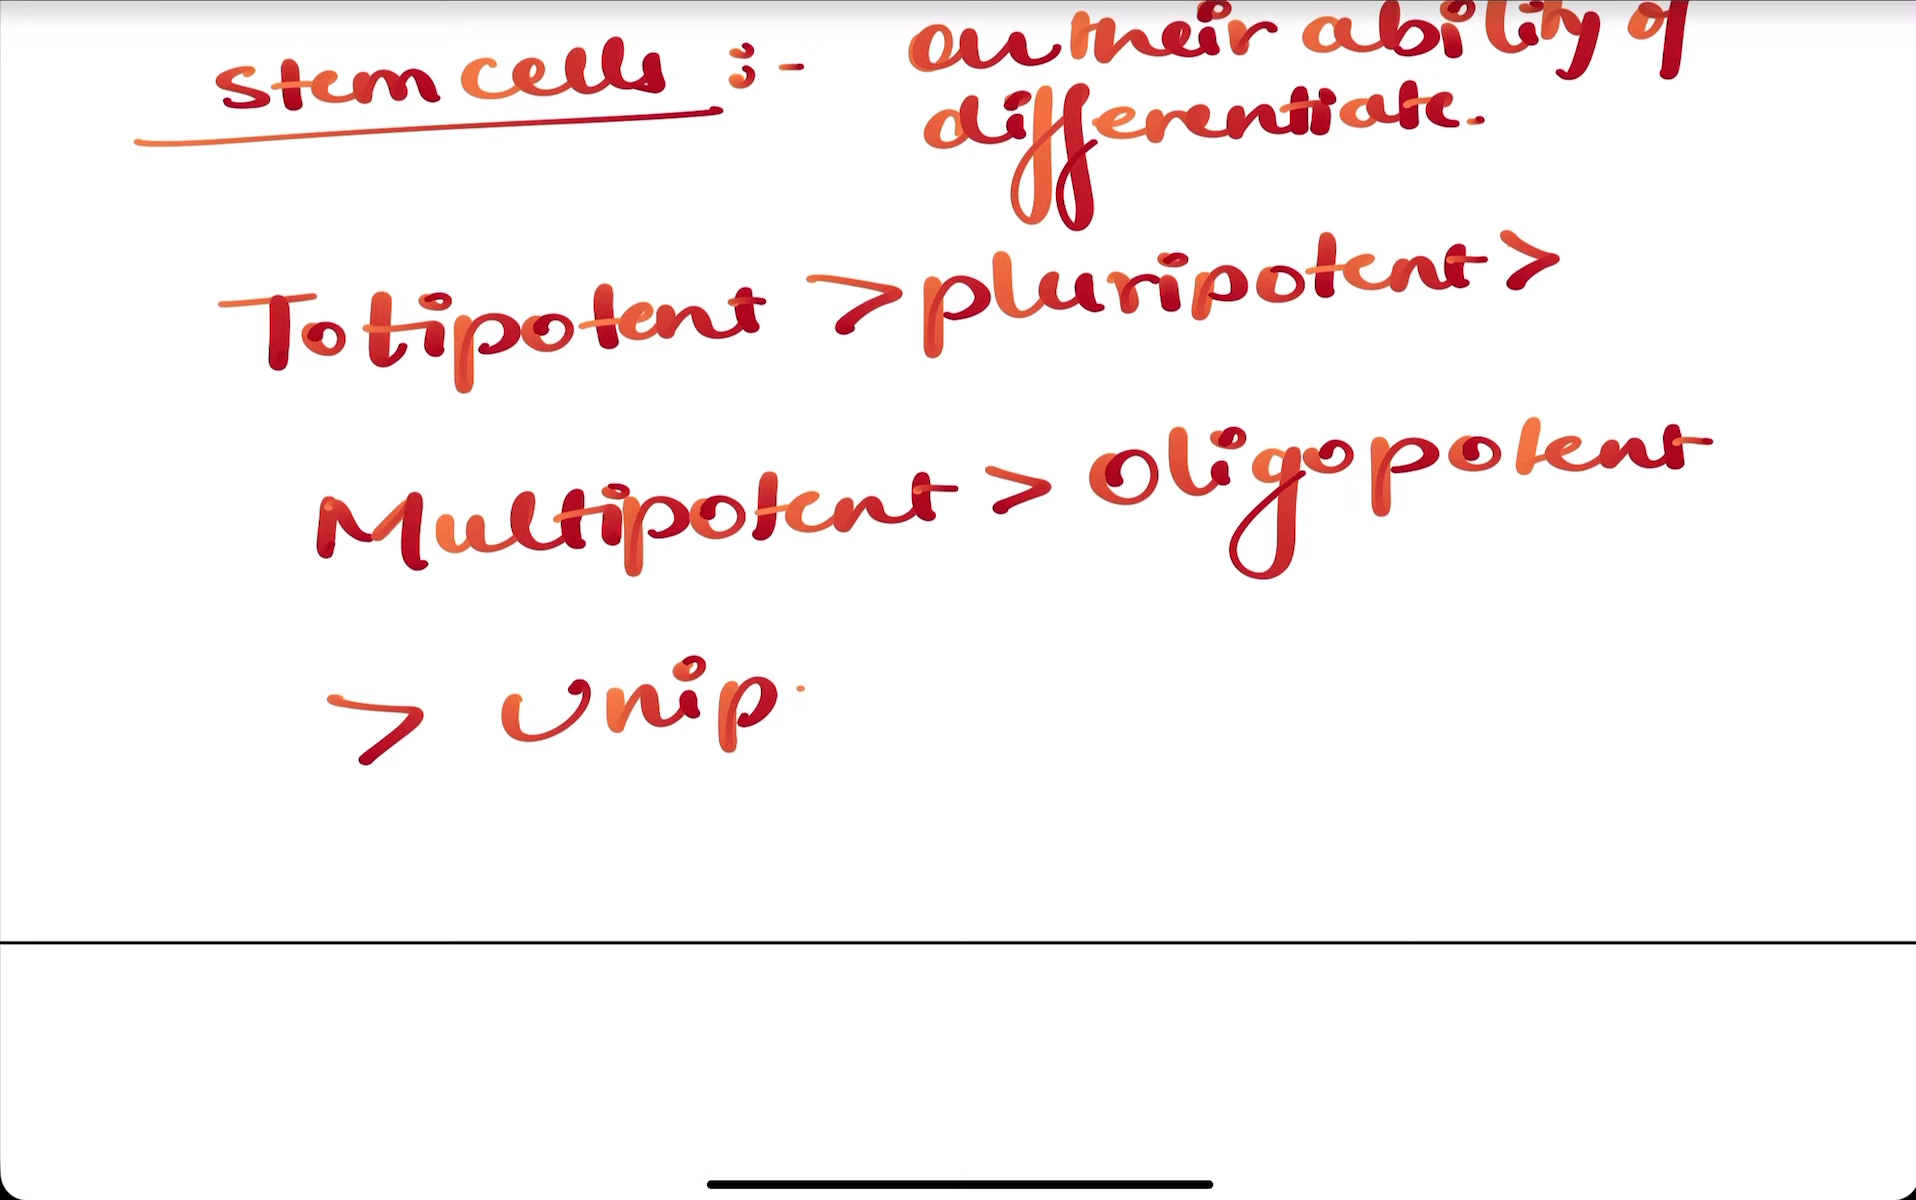 stem cells :- on their ability of
differentiate.
Totipotent > pluripotent >
Multipotent > Oligopotent
> Unip